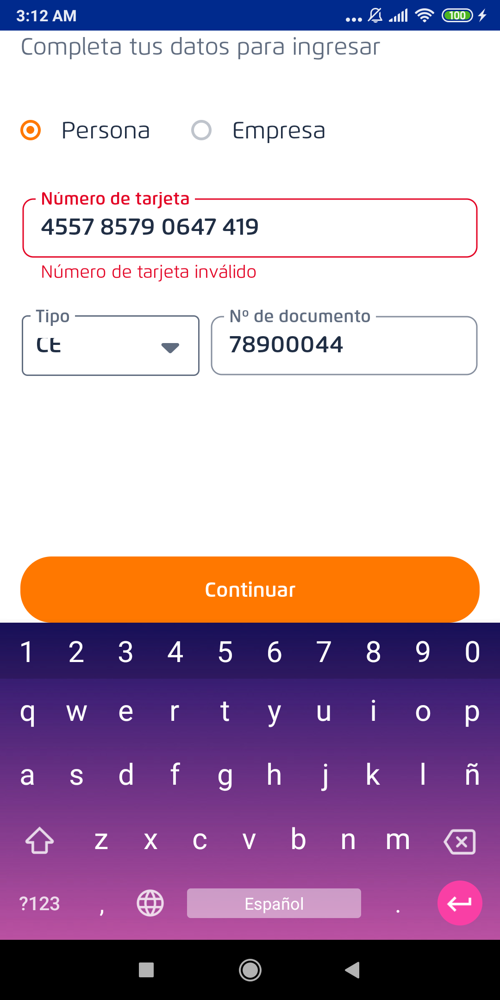 3:12 AM
100
Completa tus datos para ingresar
Persona
Empresa
Número de tarjeta
4557 8579 0647 419
Número de tarjeta inválido
Tipo
CE
Nº de documento
78900044
Continuar
1 2 3 4 5 6 7 8 9 0
q w e r t y u i o p
a s d f g h j k l ñ
z x c v b n m
?123 , Español .